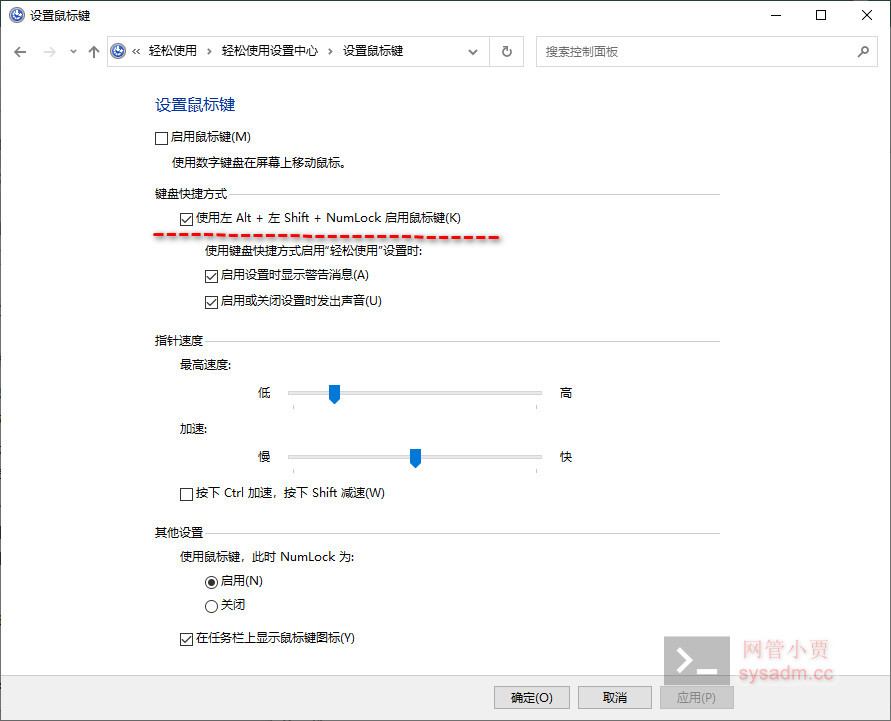 设置鼠标键
« 轻松使用 › 轻松使用设置中心 › 设置鼠标键
搜索控制面板
设置鼠标键
启用鼠标键(M)
使用数字键盘在屏幕上移动鼠标。
键盘快捷方式
使用左 Alt + 左 Shift + NumLock 启用鼠标键(K)
使用键盘快捷方式启用“轻松使用”设置时:
启用设置时显示警告消息(A)
启用或关闭设置时发出声音(U)
指针速度
最高速度:
低 高
加速:
慢 快
按下 Ctrl 加速，按下 Shift 减速(W)
其他设置
使用鼠标键，此时 NumLock 为:
启用(N)
关闭
在任务栏上显示鼠标键图标(Y)
网管小贾
sysadm.cc
确定(O) 取消 应用(P)